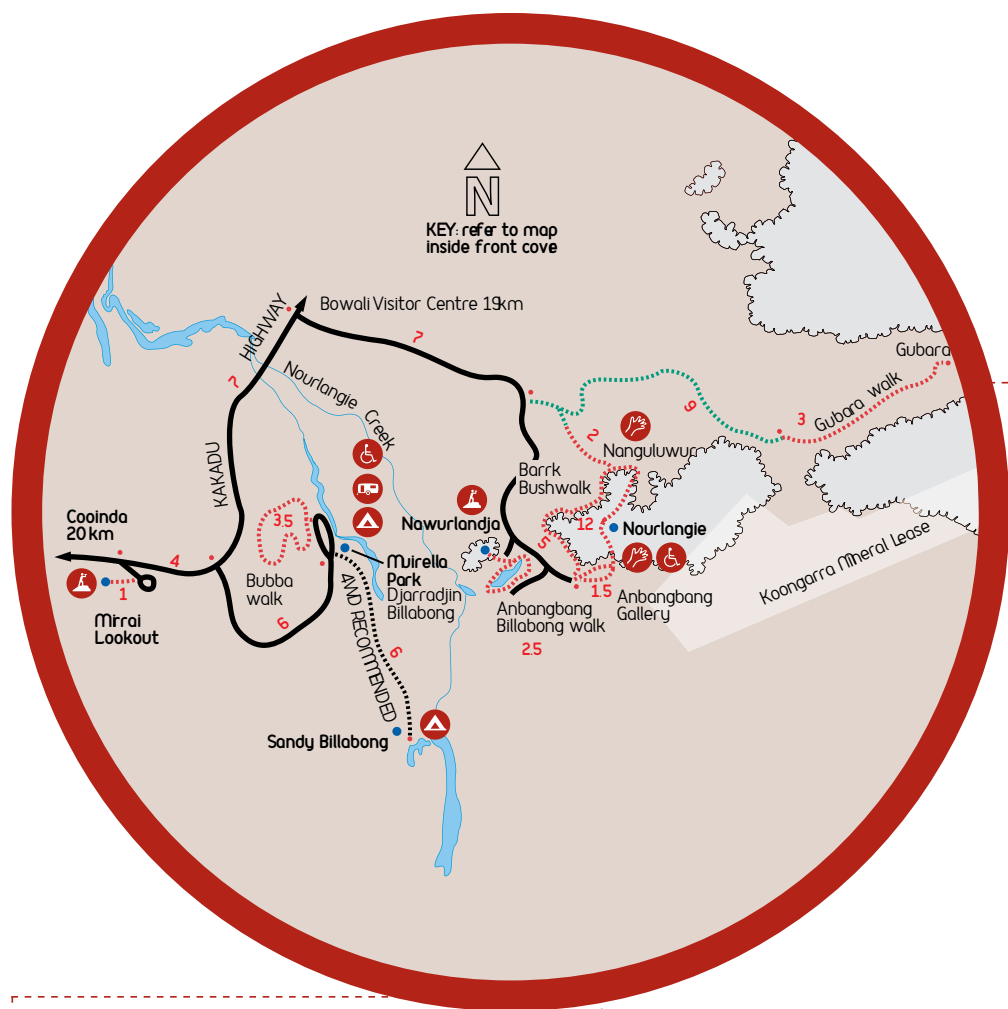 N
KEY: refer to map
inside front cove
Bowali Visitor Centre 19km
HIGHWAY
7
7
Nourlangie Creek
KAKADU
Gubara
9
3
Gubara walk
2
Nanguluwur
Barrk
Bushwalk
12
Nourlangie
5
Nawurlandja
Cooinda
20 km
3.5
4
1
Mirrai
Lookout
Bubba
walk
6
Muirella
Park
Djarradjin
Billabong
4WD RECOMMENDED
6
Anbangbang
Billabong walk
2.5
1.5
Anbangbang
Gallery
Koongarra Mineral Lease
Sandy Billabong